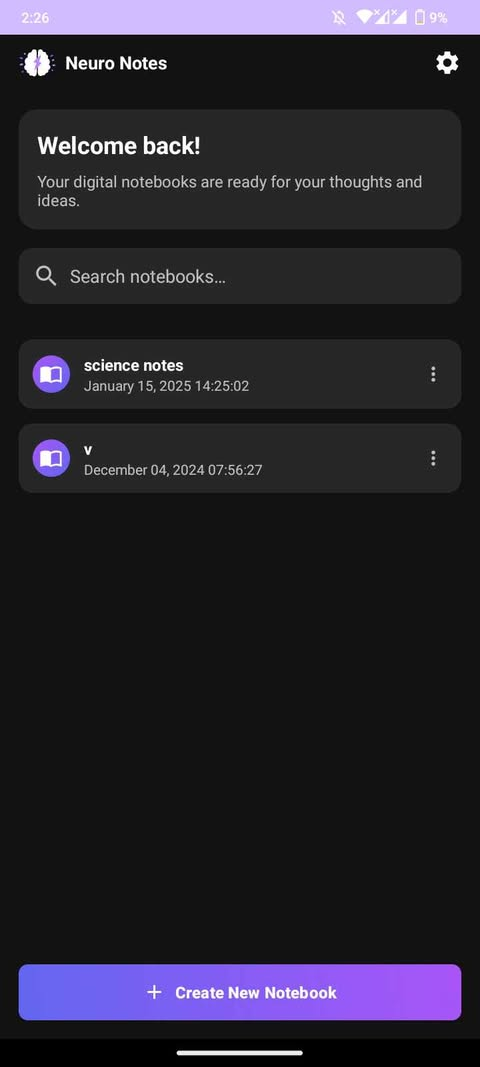 2:26
9%
Neuro Notes
Welcome back!
Your digital notebooks are ready for your thoughts and
ideas.
Search notebooks...
science notes
January 15, 2025 14:25:02
v
December 04, 2024 07:56:27
Create New Notebook